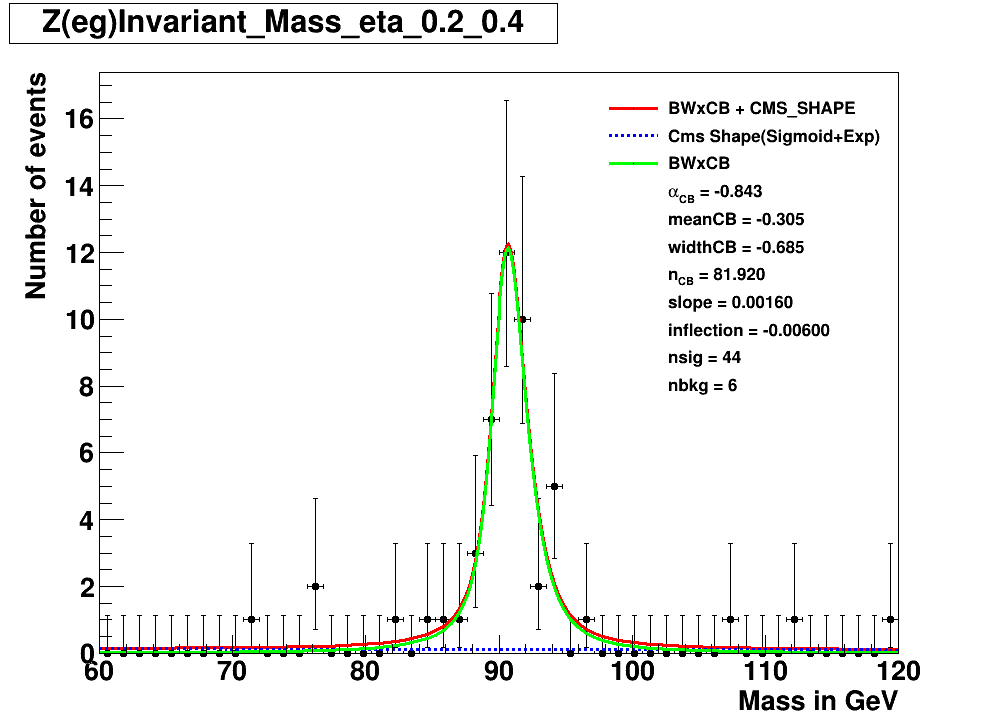 Z(eg)Invariant_Mass_eta_0.2_0.4
Number of events
16
14
12
10
8
6
4
2
0
60
70
80
90
100
110
120
Mass in GeV
BWxCB + CMS_SHAPE
Cms Shape(Sigmoid+Exp)
BWxCB
αCB = -0.843
meanCB = -0.305
widthCB = -0.685
nCB = 81.920
slope = 0.00160
inflection = -0.00600
nsig = 44
nbkg = 6